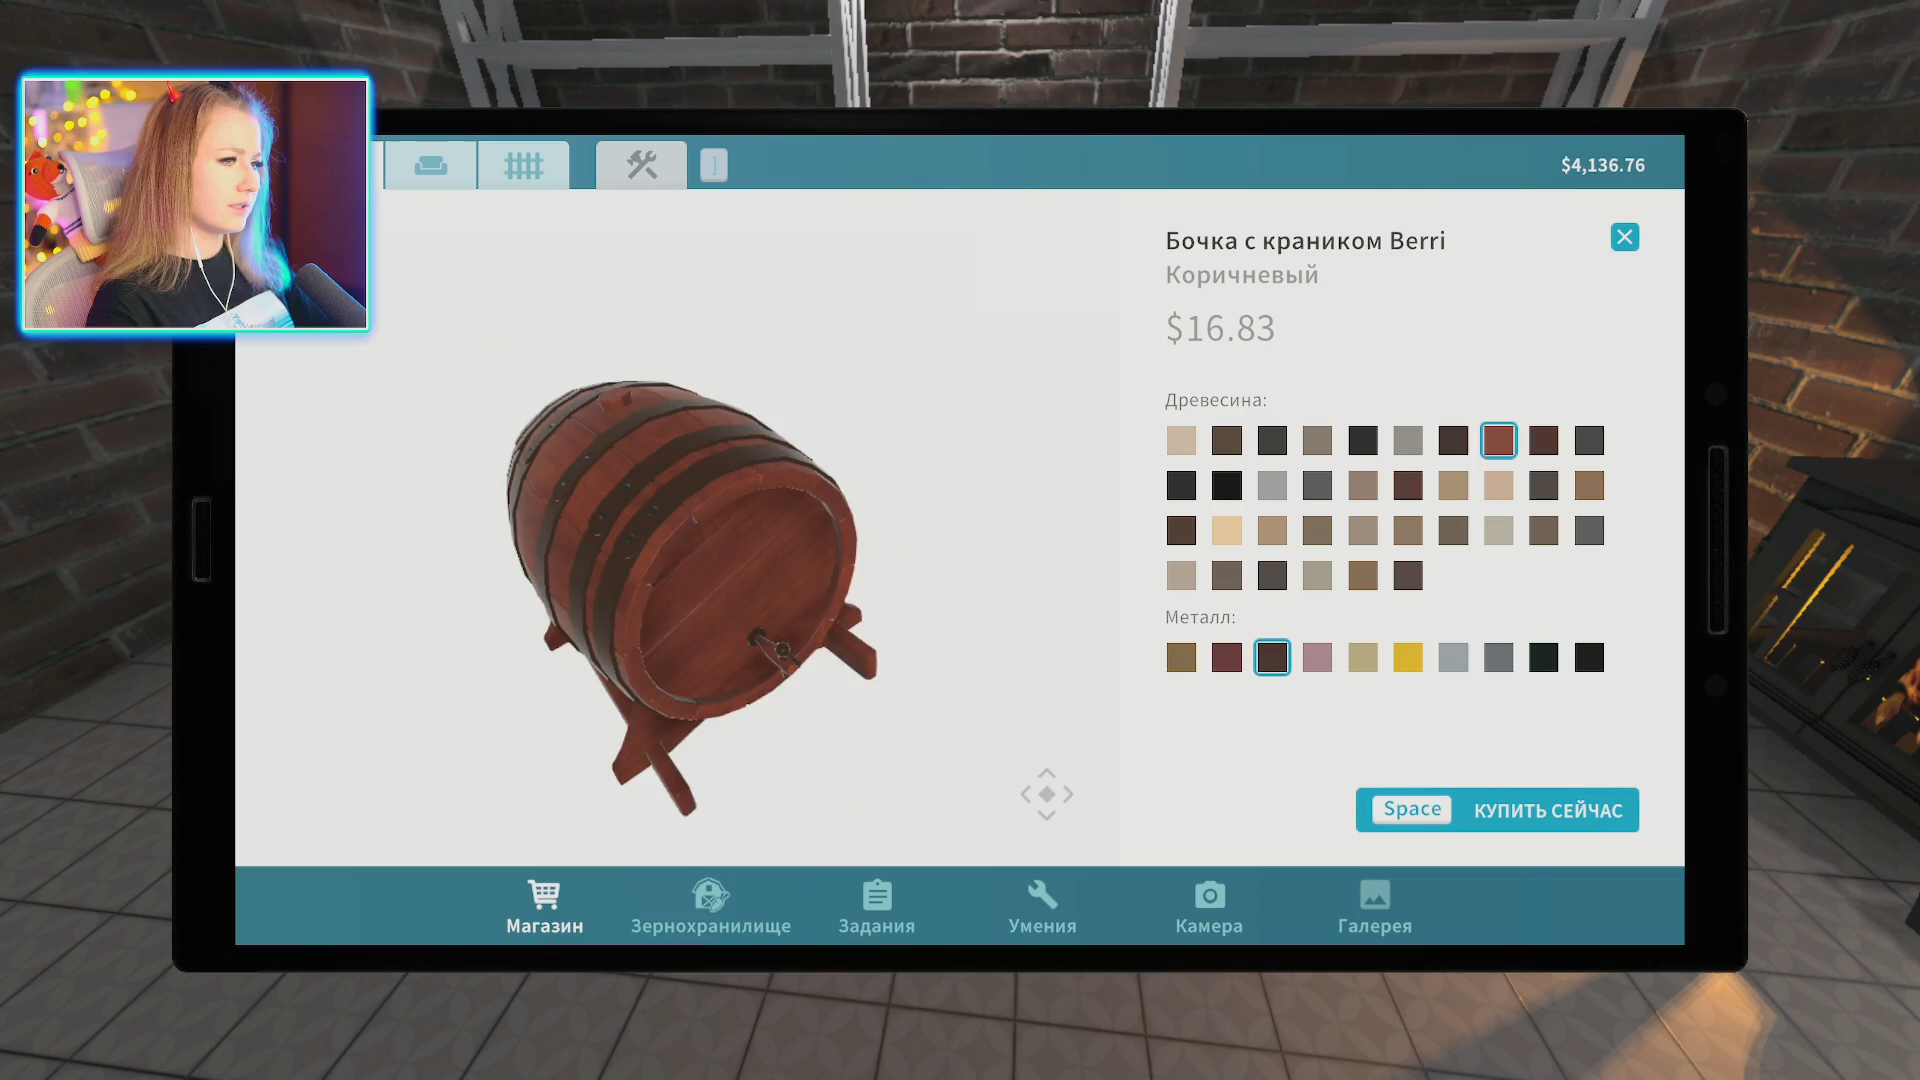 ]
$4,136.76
Бочка с краником Berri
Коричневый
$16.83
Древесина:
Металл:
Space КУПИТЬ СЕЙЧАС
Магазин Зернохранилище Задания Умения Камера Галерея